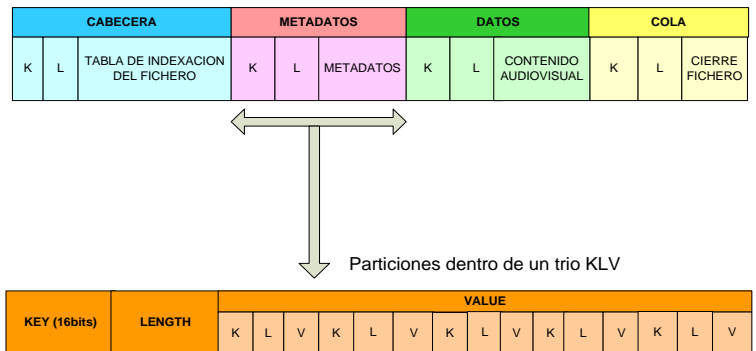 CABECERA METADATOS DATOS COLA
K L TABLA DE INDEXACION DEL FICHERO K L METADATOS K L CONTENIDO AUDIOVISUAL K L CIERRE FICHERO
Particiones dentro de un trio KLV
KEY (16bits) LENGTH VALUE
K L V K L V K L V K L V K L V